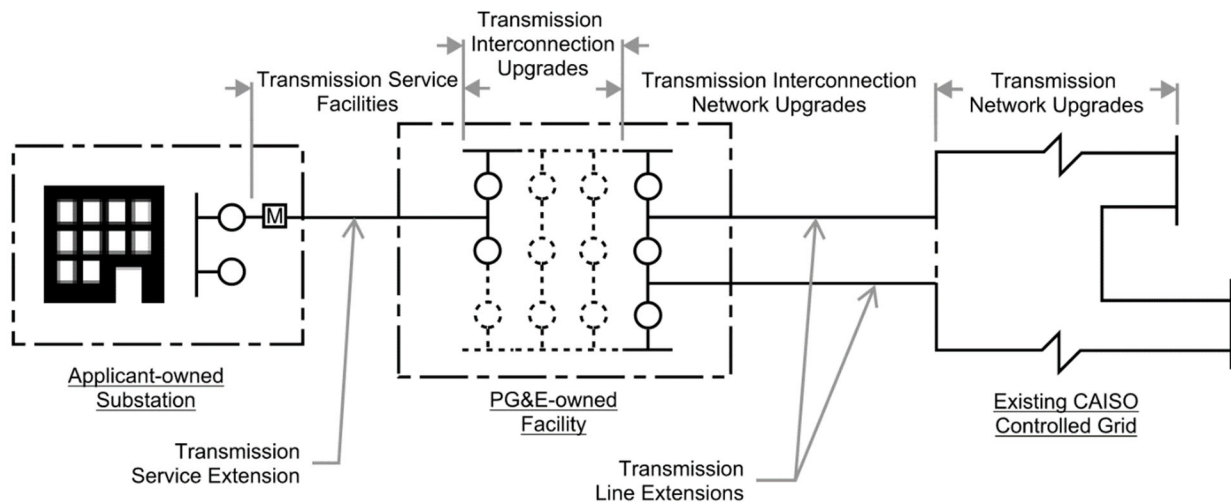 Transmission
Interconnection
Upgrades
Transmission Service
Facilities
Transmission Interconnection
Network Upgrades
Transmission
Network Upgrades
M
Applicant-owned
Substation
PG&E-owned
Facility
Existing CAISO
Controlled Grid
Transmission
Service Extension
Transmission
Line Extensions